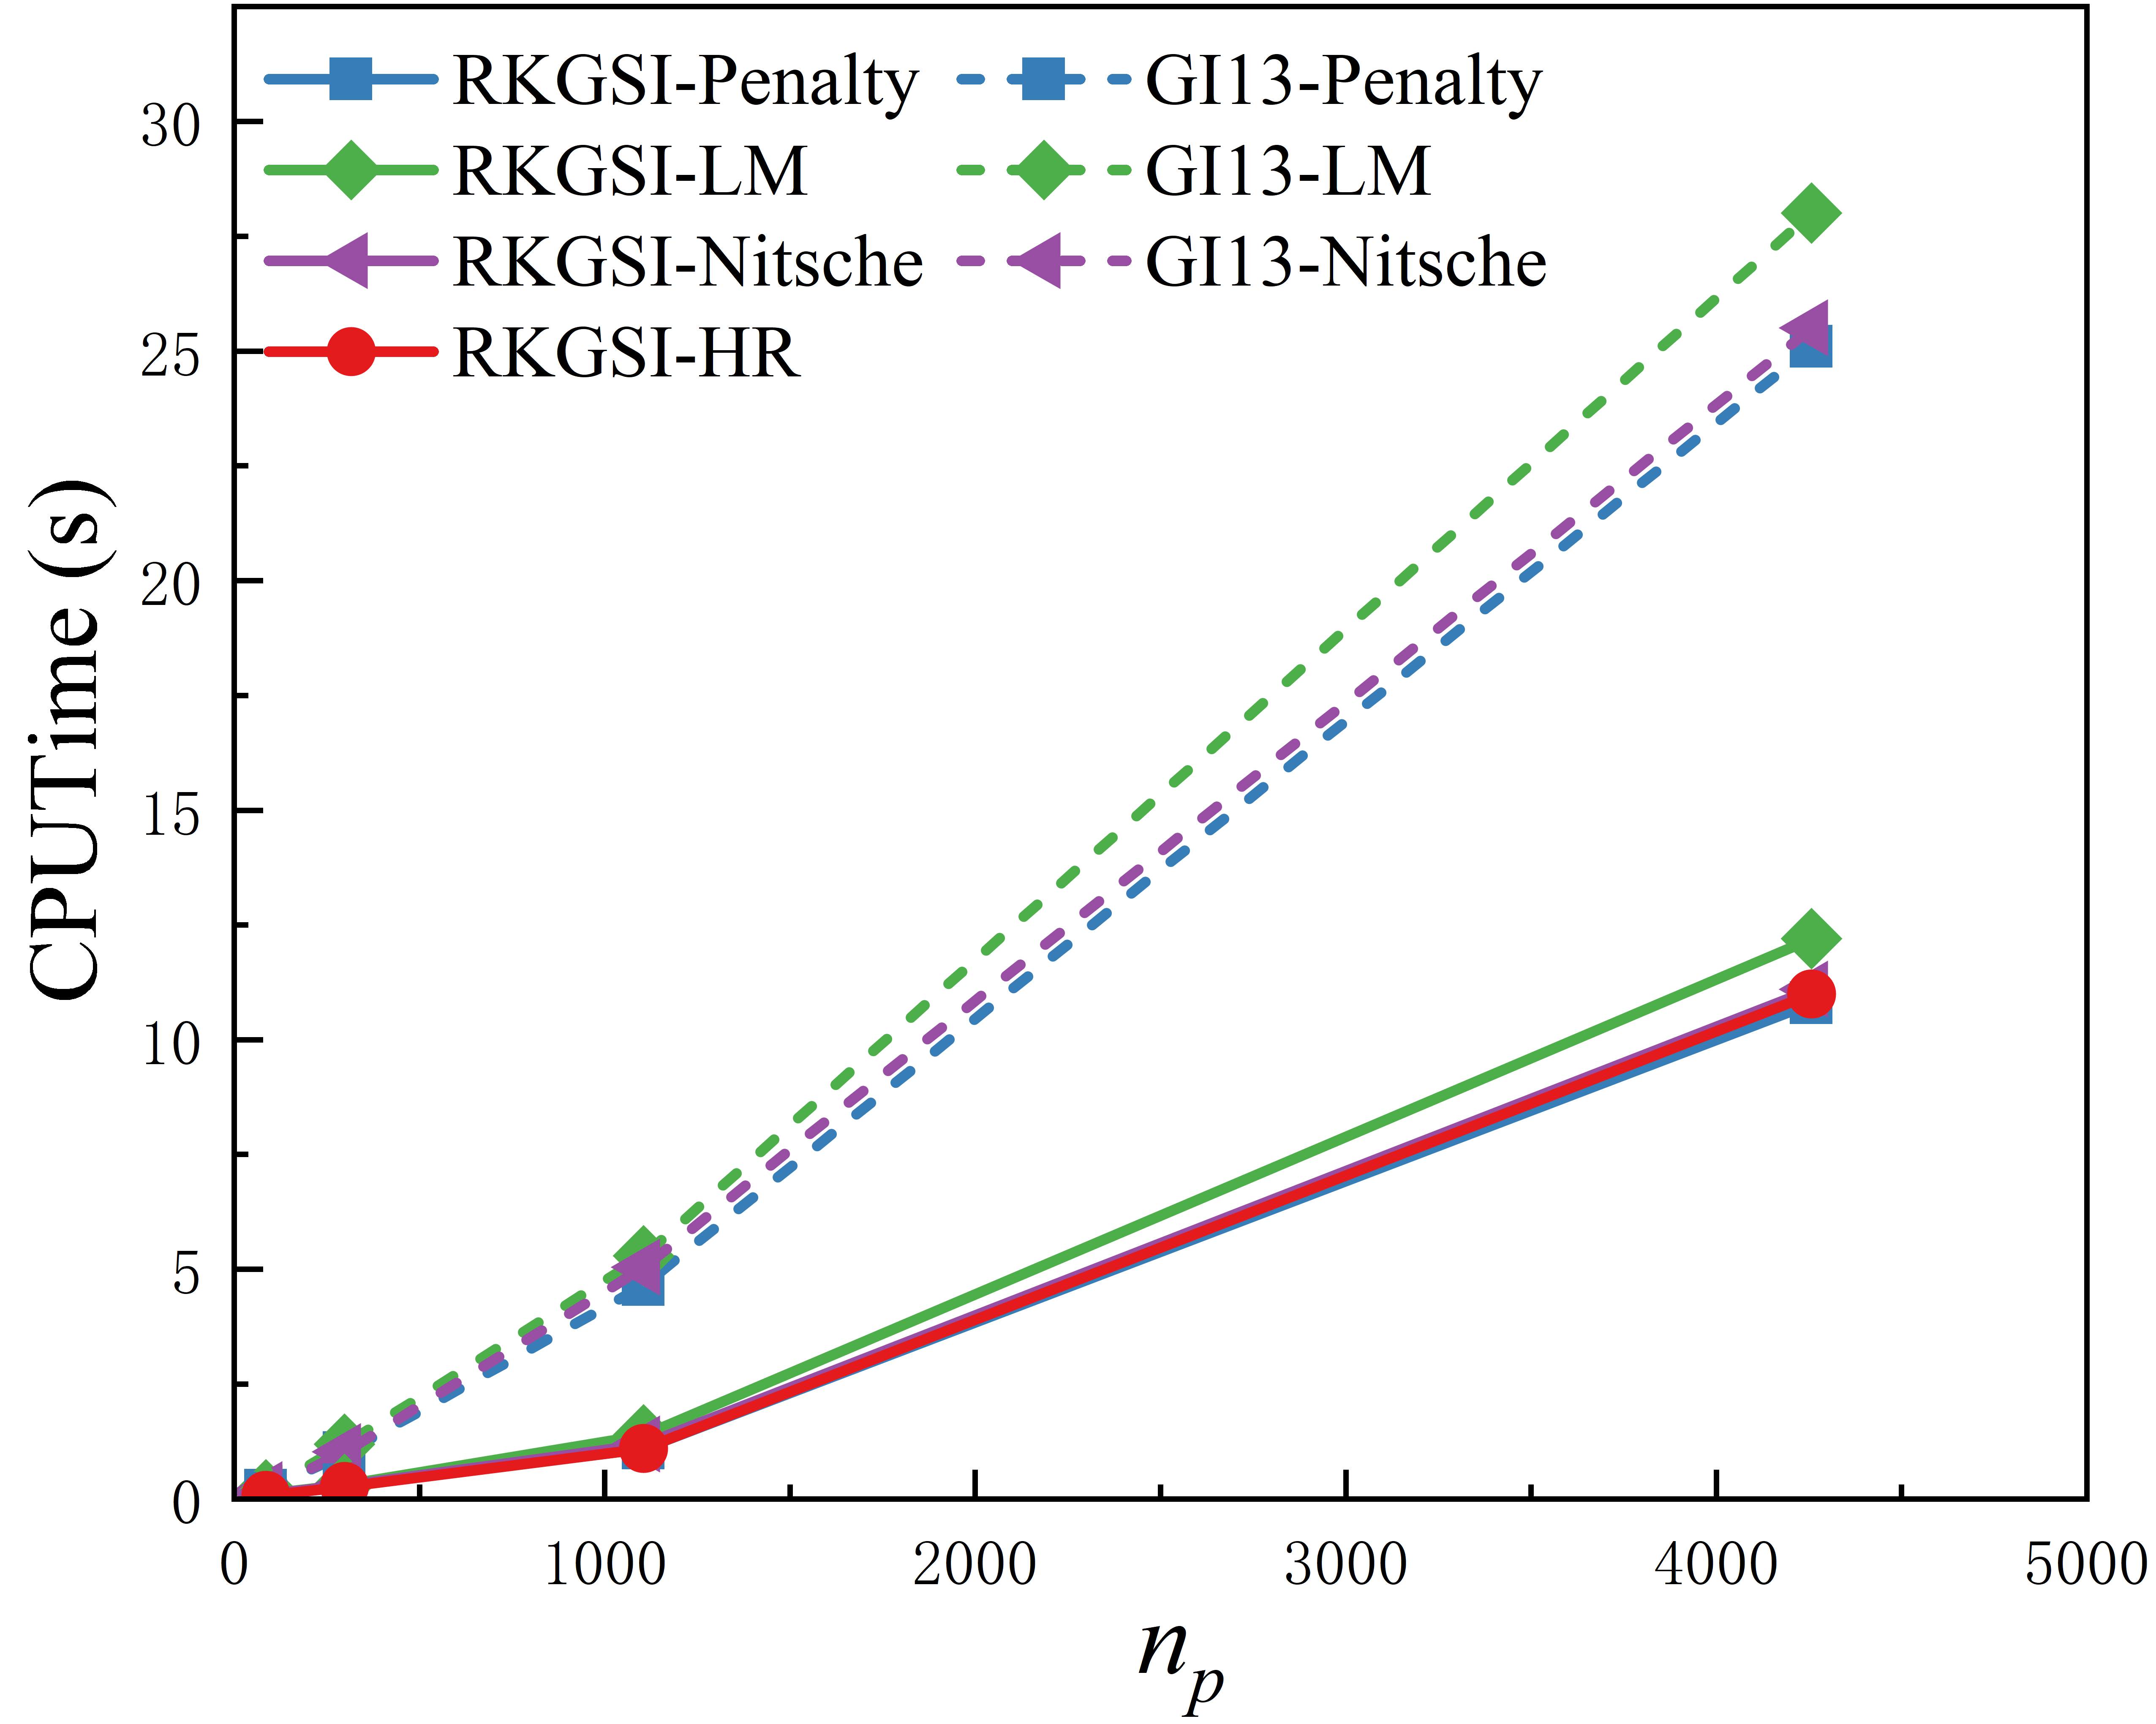 RKGSI-Penalty GI13-Penalty
RKGSI-LM GI13-LM
RKGSI-Nitsche GI13-Nitsche
RKGSI-HR
30
25
20
15
10
5
0
CPUTime (s)
0 1000 2000 3000 4000 5000
n_p